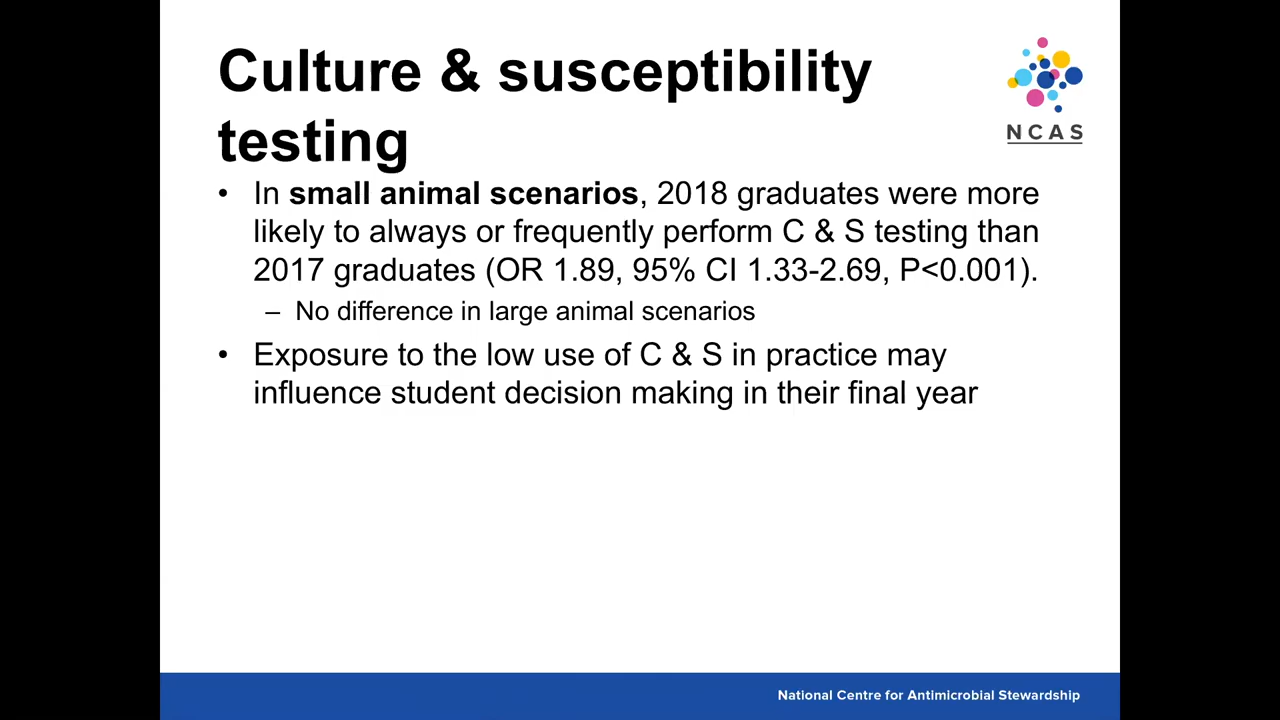 Culture & susceptibility
testing
NCAS
• In small animal scenarios, 2018 graduates were more
likely to always or frequently perform C & S testing than
2017 graduates (OR 1.89, 95% CI 1.33-2.69, P<0.001).
– No difference in large animal scenarios
• Exposure to the low use of C & S in practice may
influence student decision making in their final year
National Centre for Antimicrobial Stewardship